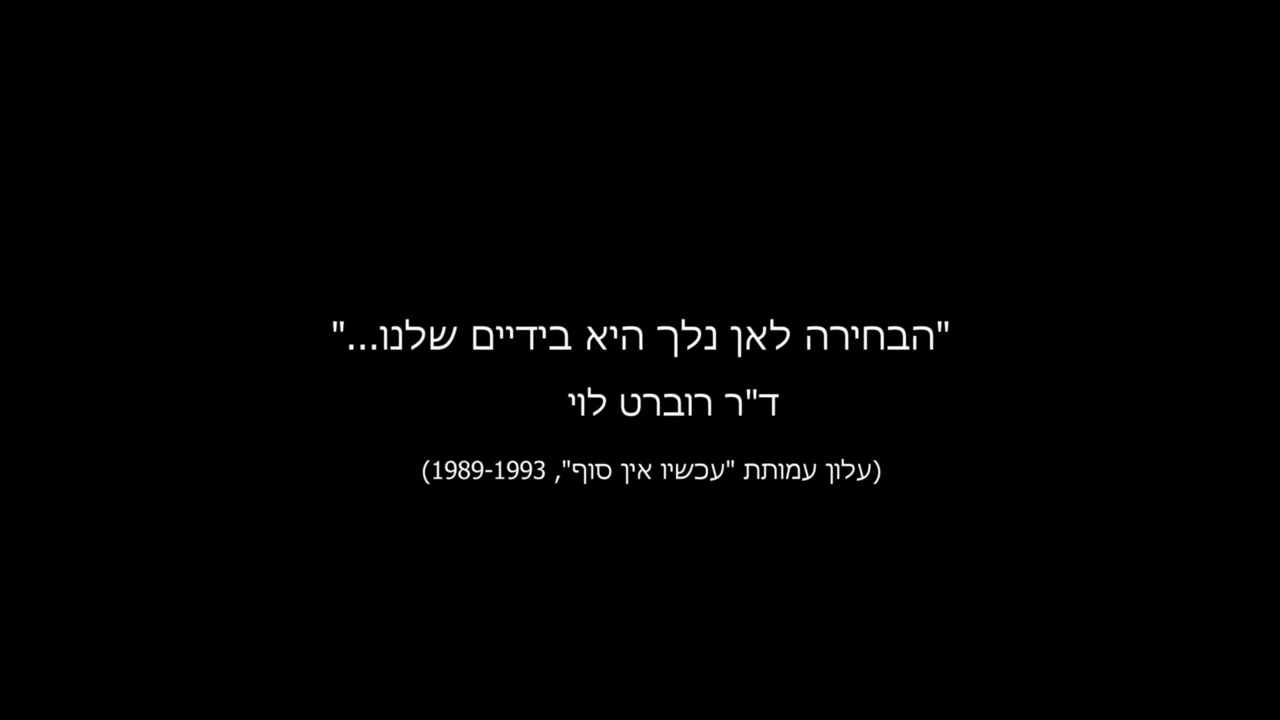 "הבחירה לאן נלך היא בידיים שלנו..."
ד"ר רוברט לוי
(עלון עמותת "עכשיו אין סוף", 1989-1993)